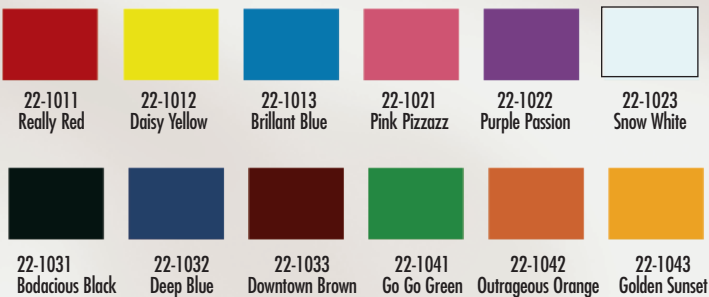 22-1011
Really Red
22-1012
Daisy Yellow
22-1013
Brillant Blue
22-1021
Pink Pizzazz
22-1022
Purple Passion
22-1023
Snow White
22-1031
Bodacious Black
22-1032
Deep Blue
22-1033
Downtown Brown
22-1041
Go Go Green
22-1042
Outrageous Orange
22-1043
Golden Sunset